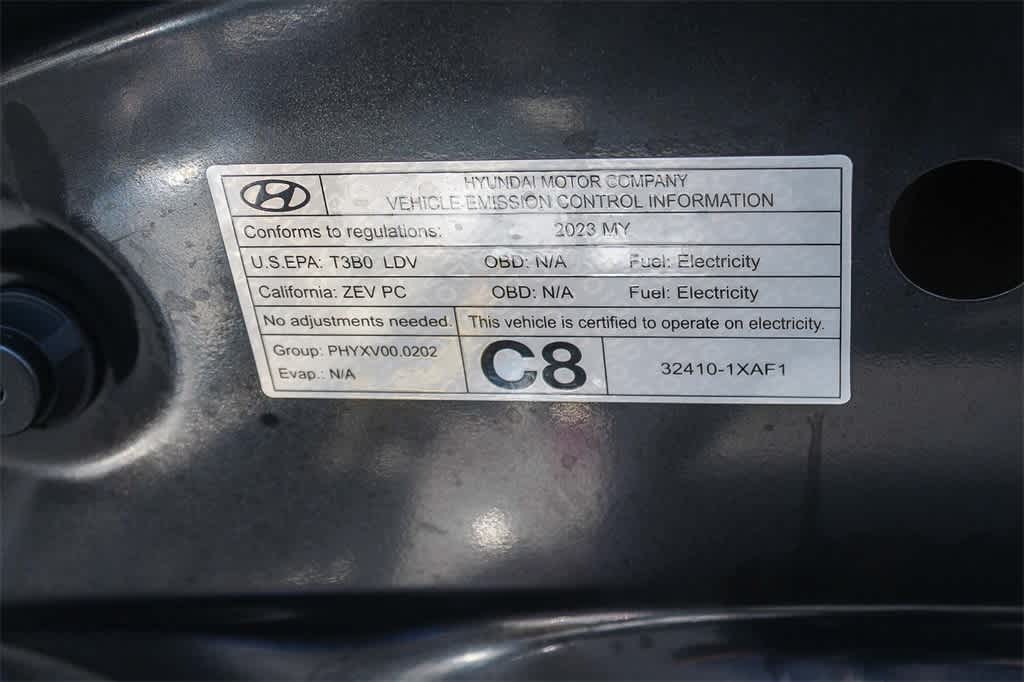 HYUNDAI MOTOR COMPANY
VEHICLE EMISSION CONTROL INFORMATION
Conforms to regulations: 2023 MY
U.S.EPA: T3B0 LDV OBD: N/A Fuel: Electricity
California: ZEV PC OBD: N/A Fuel: Electricity
No adjustments needed. This vehicle is certified to operate on electricity.
Group: PHYXV00.0202
Evap.: N/A
C8
32410-1XAF1